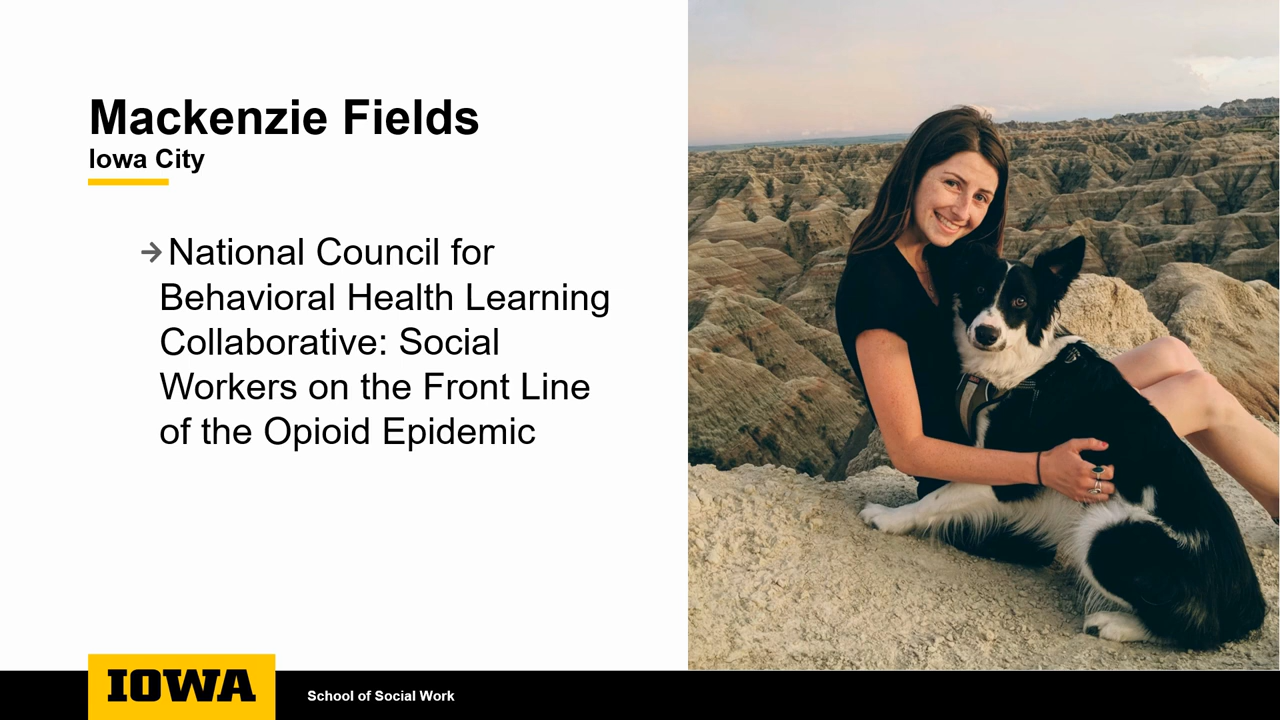 Mackenzie Fields
Iowa City
→National Council for
Behavioral Health Learning
Collaborative: Social
Workers on the Front Line
of the Opioid Epidemic
IOWA
School of Social Work